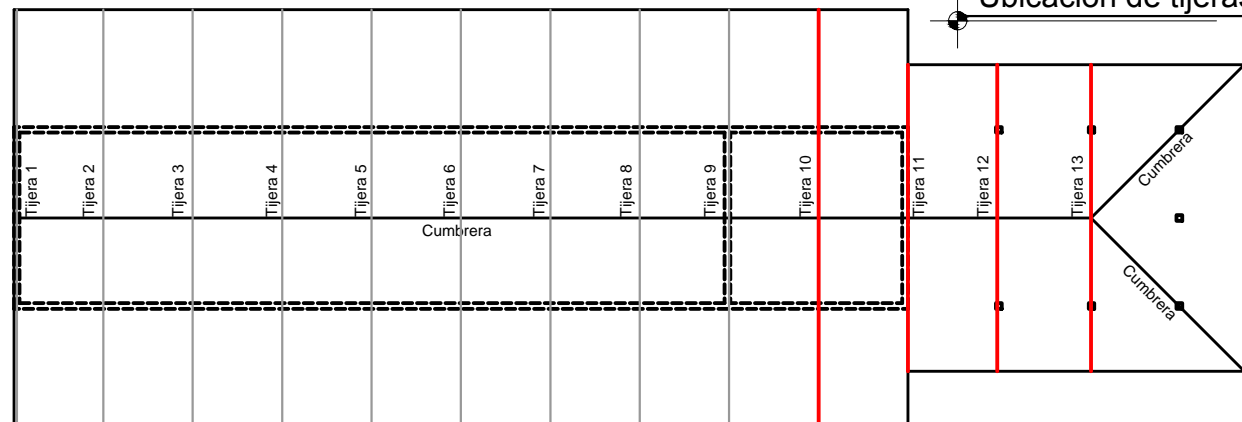 Ubicación de tijeras
Tijera 1
Tijera 2
Tijera 3
Tijera 4
Tijera 5
Tijera 6
Tijera 7
Tijera 8
Tijera 9
Tijera 10
Tijera 11
Tijera 12
Tijera 13
Cumbrera
Cumbrera
Cumbrera